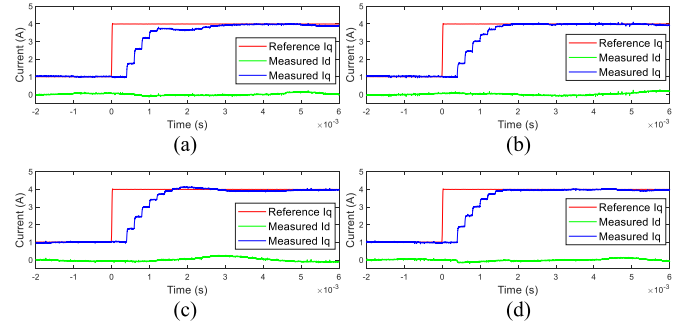 5
4
3
2
1
0
Current (A)
Reference Iq
Measured Id
Measured Iq
-2 -1 0 1 2 3 4 5 6
Time (s)
×10⁻³
(a)
5
4
3
2
1
0
Current (A)
Reference Iq
Measured Id
Measured Iq
-2 -1 0 1 2 3 4 5 6
Time (s)
×10⁻³
(b)
5
4
3
2
1
0
Current (A)
Reference Iq
Measured Id
Measured Iq
-2 -1 0 1 2 3 4 5 6
Time (s)
×10⁻³
(c)
5
4
3
2
1
0
Current (A)
Reference Iq
Measured Id
Measured Iq
-2 -1 0 1 2 3 4 5 6
Time (s)
×10⁻³
(d)